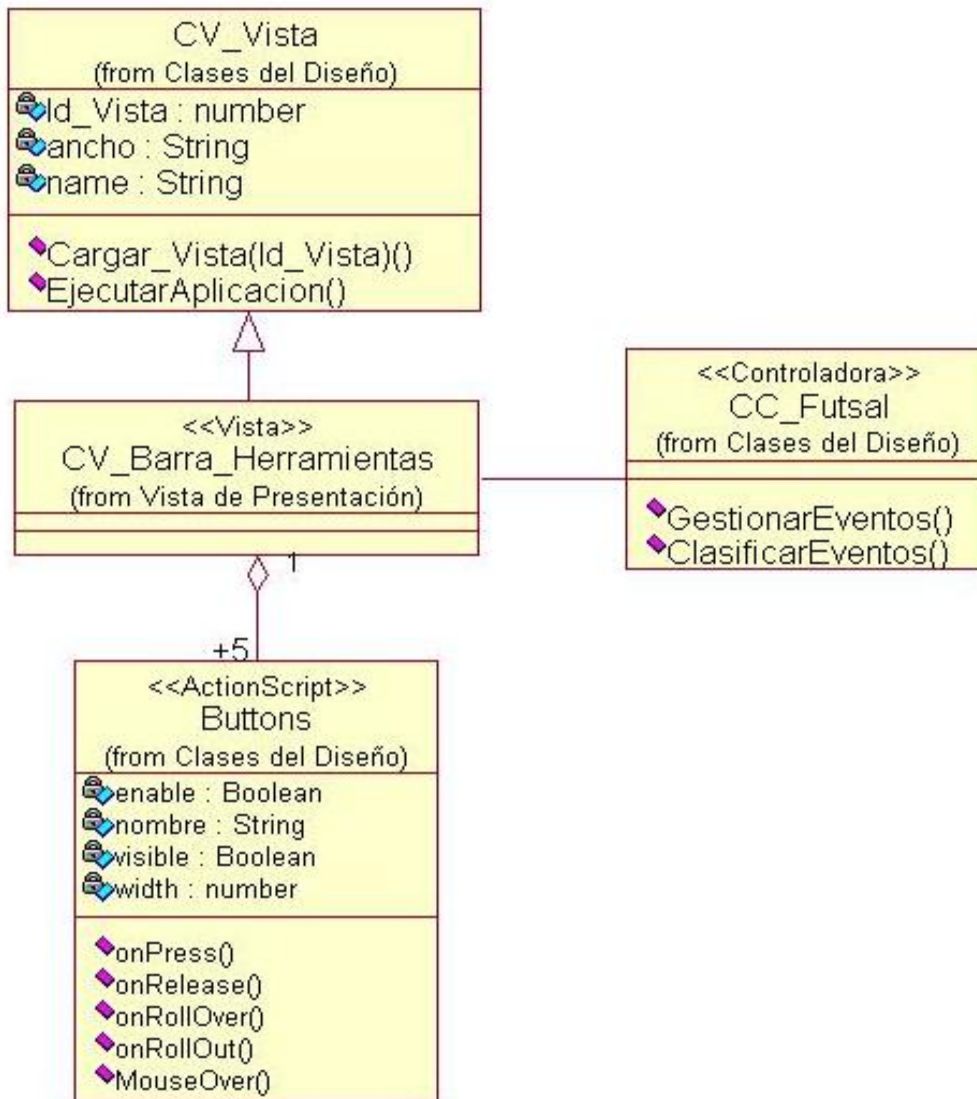 CV_Vista
(from Clases del Diseño)
Id_Vista : number
ancho : String
name : String
Cargar_Vista(Id_Vista)()
EjecutarAplicacion()
<<Vista>>
CV_Barra_Herramientas
(from Vista de Presentación)
<<Controladora>>
CC_Futsal
(from Clases del Diseño)
GestionarEventos()
ClasificarEventos()
1
+5
<<ActionScript>>
Buttons
(from Clases del Diseño)
enable : Boolean
nombre : String
visible : Boolean
width : number
onPress()
onRelease()
onRollOver()
onRollOut()
MouseOver()